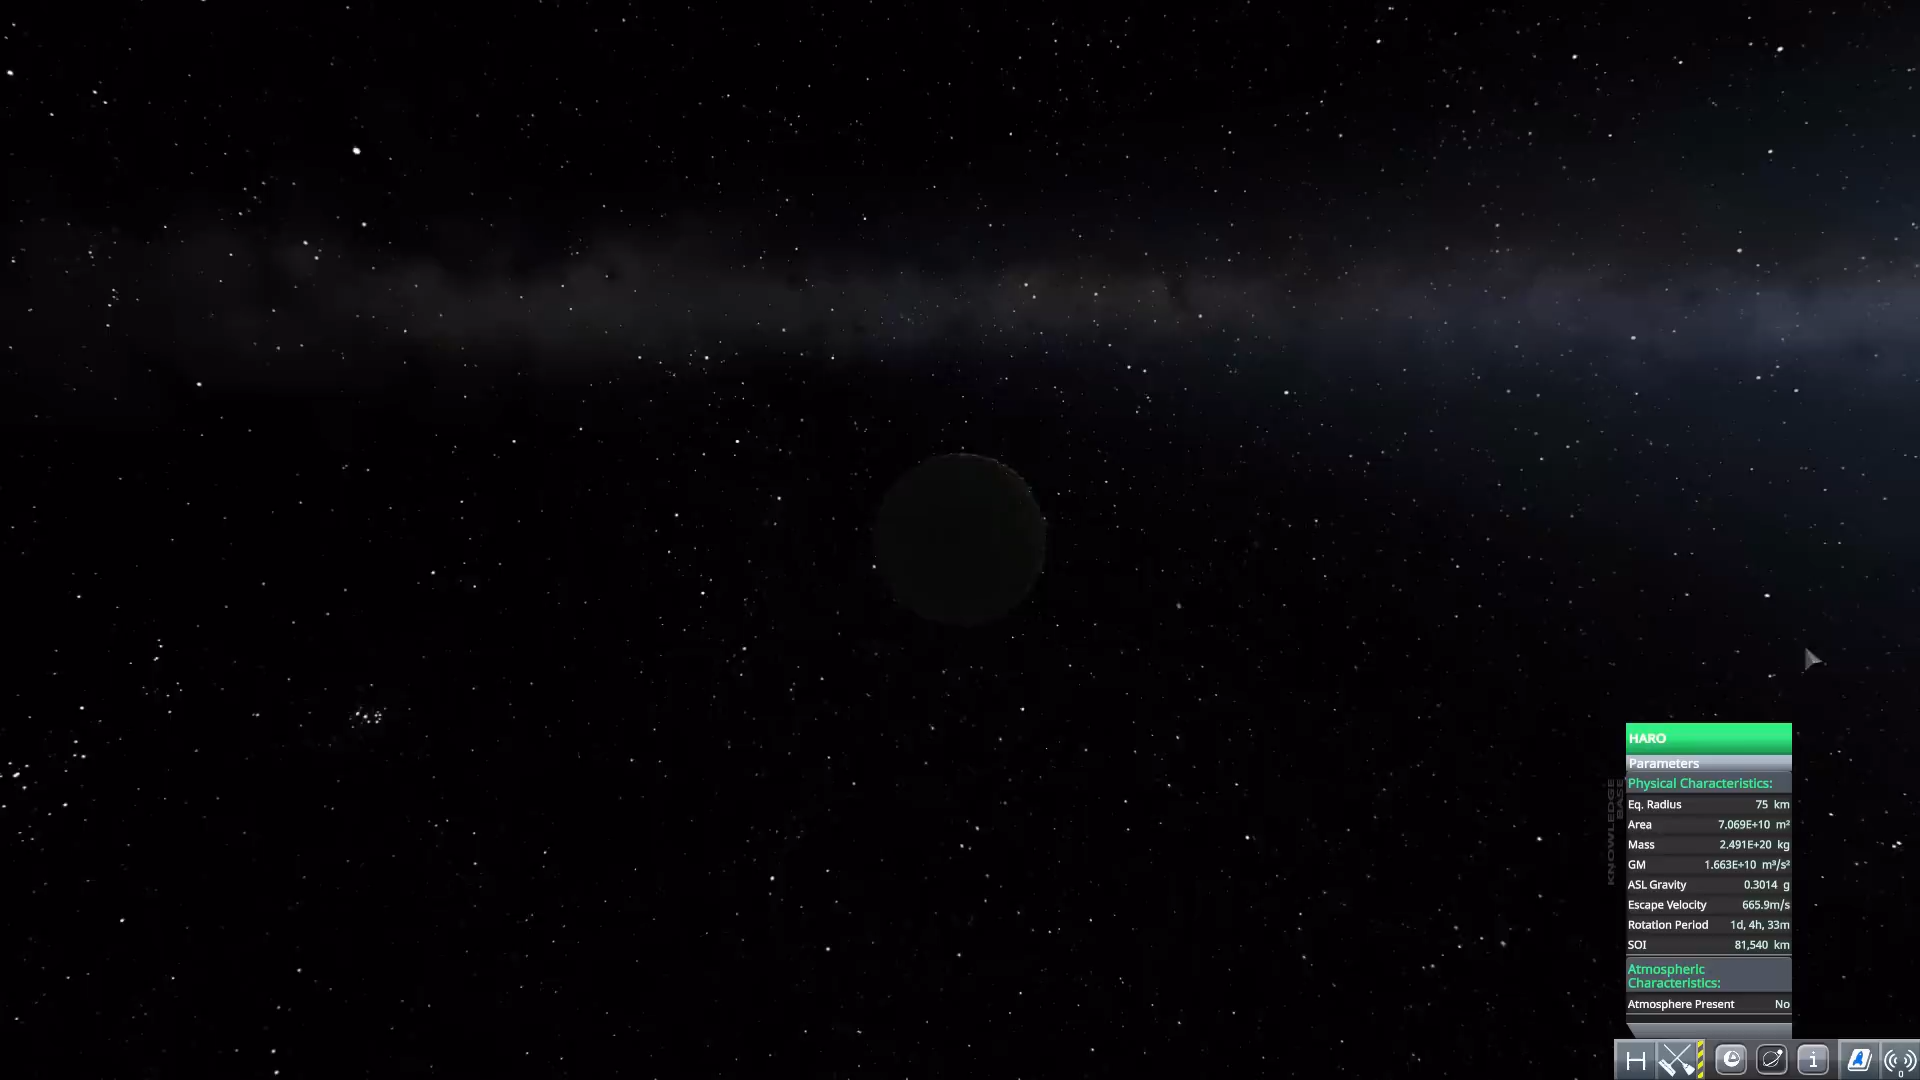 HARO
Parameters
KNOWLEDGE
BASE
Physical Characteristics:
Eq. Radius 75 km
Area 7.069E+10 m²
Mass 2.491E+20 kg
GM 1.663E+10 m³/s²
ASL Gravity 0.3014 g
Escape Velocity 665.9m/s
Rotation Period 1d, 4h, 33m
SOI 81,540 km
Atmospheric
Characteristics:
Atmosphere Present No
H
i
0